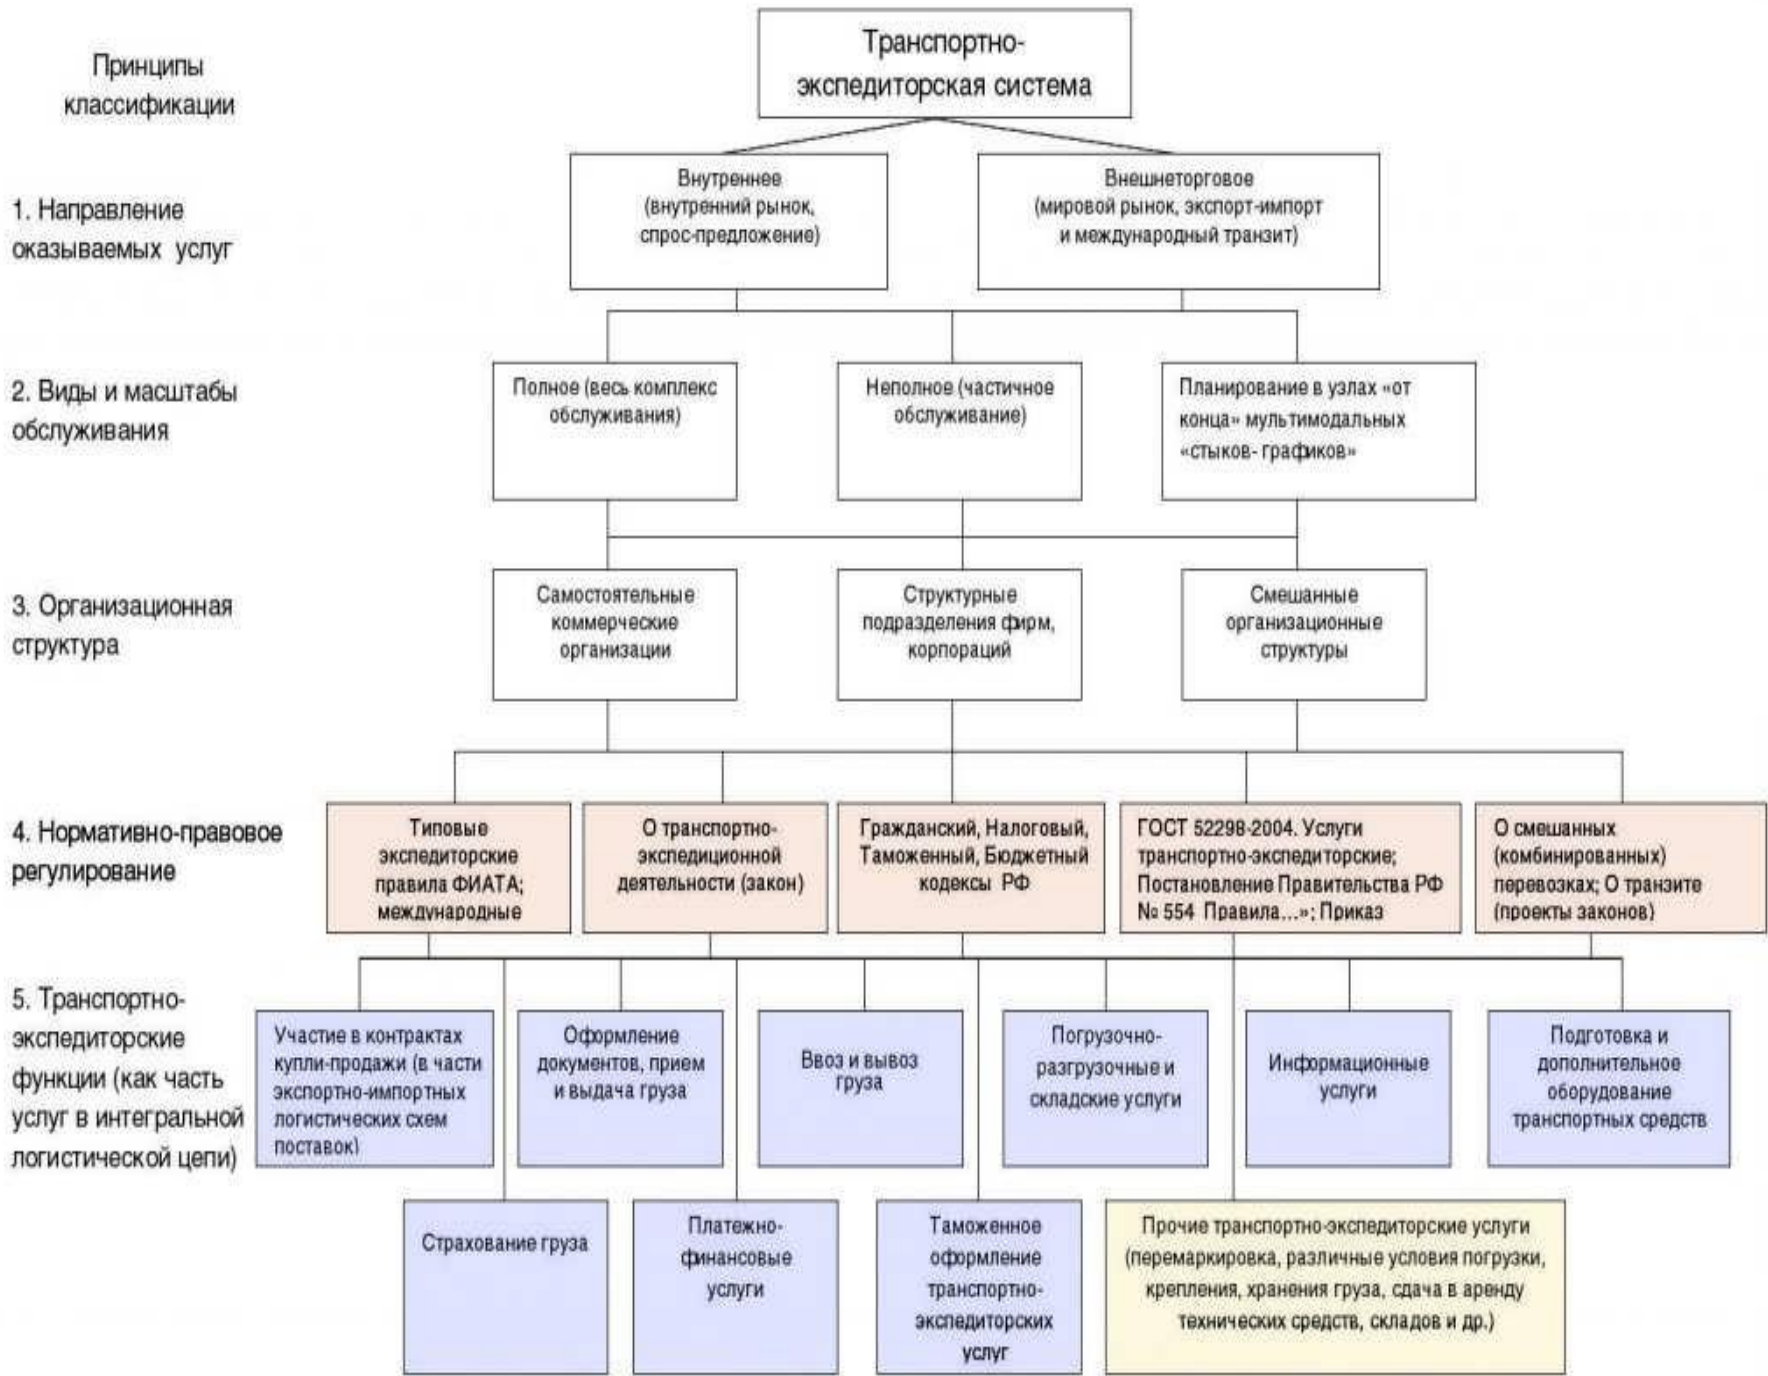 Транспортно-
экспедиторская система
Принципы
классификации
1. Направление
оказываемых услуг
Внутреннее
(внутренний рынок,
спрос-предложение)
Внешнеторговое
(мировой рынок, экспорт-импорт
и международный транзит)
2. Виды и масштабы
обслуживания
Полное (весь комплекс
обслуживания)
Неполное (частичное
обслуживание)
Планирование в узлах «от
конца» мультимодальных
«стыков- графиков»
3. Организационная
структура
Самостоятельные
коммерческие
организации
Структурные
подразделения фирм,
корпораций
Смешанные
организационные
структуры
4. Нормативно-правовое
регулирование
Типовые
экспедиторские
правила ФИАТА;
международные
О транспортно-
экспедиционной
деятельности (закон)
Гражданский, Налоговый,
Таможенный, Бюджетный
кодексы РФ
ГОСТ 52298-2004. Услуги
транспортно-экспедиторские;
Постановление Правительства РФ
№ 554 Правила...»; Приказ
О смешанных
(комбинированных)
перевозках; О транзите
(проекты законов)
5. Транспортно-
экспедиторские
функции (как часть
услуг в интегральной
логистической цепи)
Участие в контрактах
купли-продажи (в части
экспортно-импортных
логистических схем
поставок)
Оформление
документов, прием
и выдача груза
Ввоз и вывоз
груза
Погрузочно-
разгрузочные и
складские услуги
Информационные
услуги
Подготовка и
дополнительное
оборудование
транспортных средств
Страхование груза
Платежно-
финансовые
услуги
Таможенное
оформление
транспортно-
экспедиторских
услуг
Прочие транспортно-экспедиторские услуги
(перемаркировка, различные условия погрузки,
крепления, хранения груза, сдача в аренду
технических средств, складов и др.)